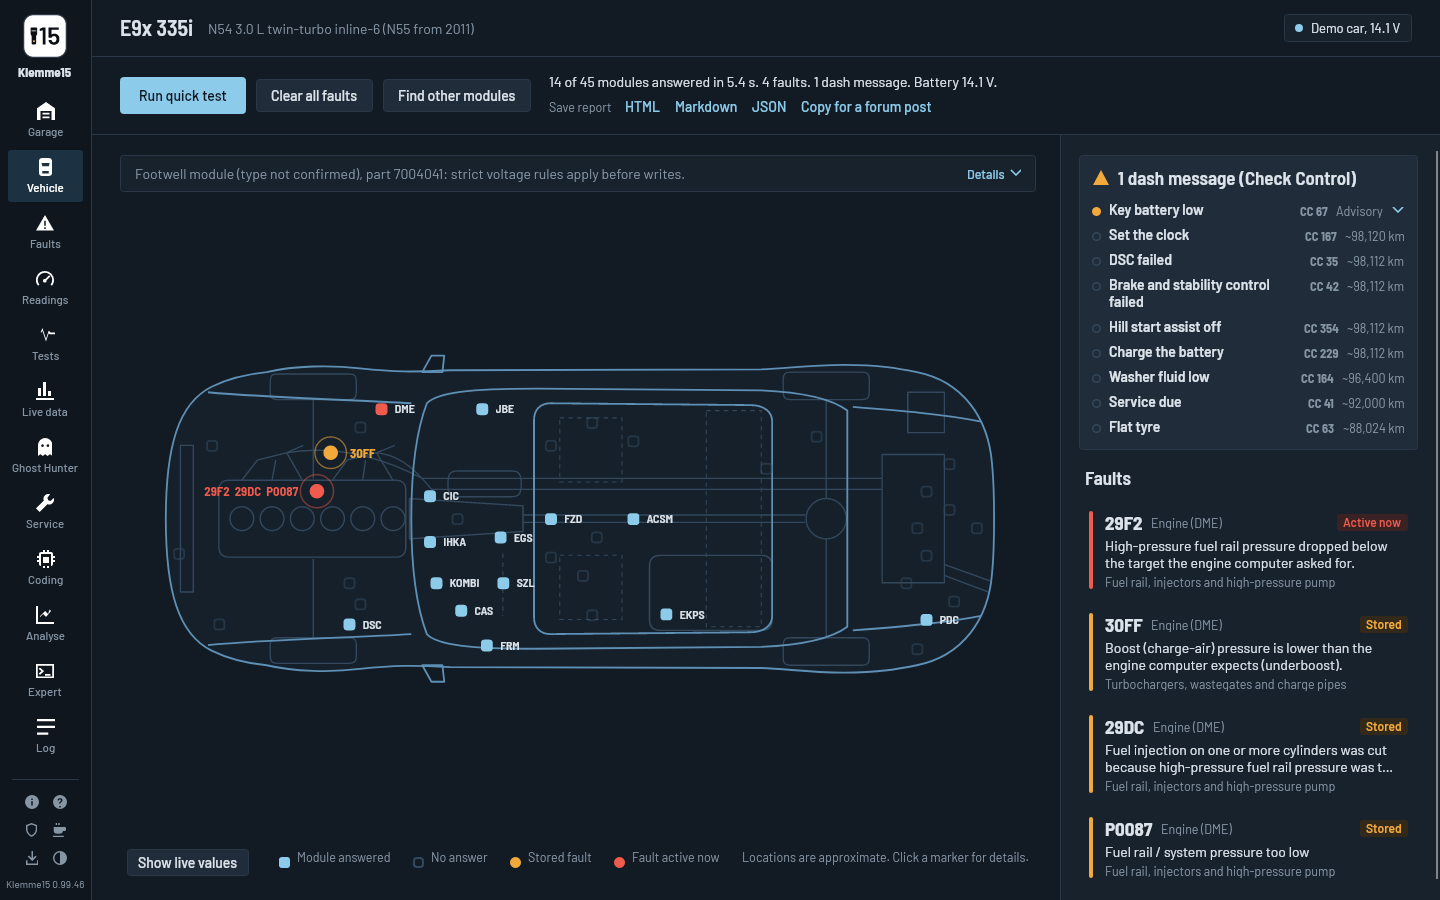 15
Klemme15
Garage
Vehicle
Faults
Readings
Tests
Live data
Ghost Hunter
Service
Coding
Analyse
Expert
Log
Klemme15 0.99.46
E9x 335i
N54 3.0 L twin-turbo inline-6 (N55 from 2011)
Demo car, 14.1 V
Run quick test
Clear all faults
Find other modules
14 of 45 modules answered in 5.4 s. 4 faults. 1 dash message. Battery 14.1 V.
Save report HTML Markdown JSON Copy for a forum post
Footwell module (type not confirmed), part 7004041: strict voltage rules apply before writes.
Details
DME
JBE
30FF
29F2 29DC P0087
CIC
FZD
ACSM
IHKA
EGS
KOMBI
SZL
CAS
EKPS
DSC
PDC
FRM
Show live values
Module answered
No answer
Stored fault
Fault active now
Locations are approximate. Click a marker for details.
1 dash message (Check Control)
Key battery low CC 67 Advisory
Set the clock CC 167 ~98,120 km
DSC failed CC 35 ~98,112 km
Brake and stability control CC 42 ~98,112 km
failed
Hill start assist off CC 354 ~98,112 km
Charge the battery CC 229 ~98,112 km
Washer fluid low CC 164 ~96,400 km
Service due CC 41 ~92,000 km
Flat tyre CC 63 ~88,024 km
Faults
29F2 Engine (DME) Active now
High-pressure fuel rail pressure dropped below
the target the engine computer asked for.
Fuel rail, injectors and high-pressure pump
30FF Engine (DME) Stored
Boost (charge-air) pressure is lower than the
engine computer expects (underboost).
Turbochargers, wastegates and charge pipes
29DC Engine (DME) Stored
Fuel injection on one or more cylinders was cut
because high-pressure fuel rail pressure was t...
Fuel rail, injectors and high-pressure pump
P0087 Engine (DME) Stored
Fuel rail / system pressure too low
Fuel rail, injectors and high-pressure pump